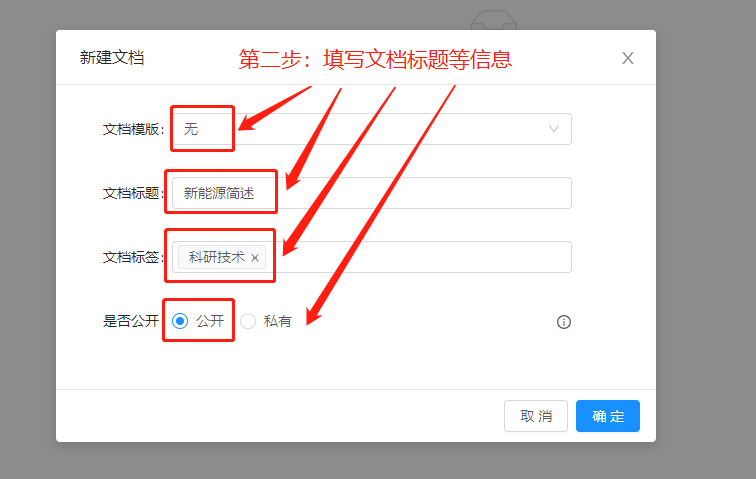 新建文档
第二步：填写文档标题等信息
文档模版： 无
文档标题： 新能源简述
文档标签： 科研技术
是否公开 公开 私有
取 消 确 定